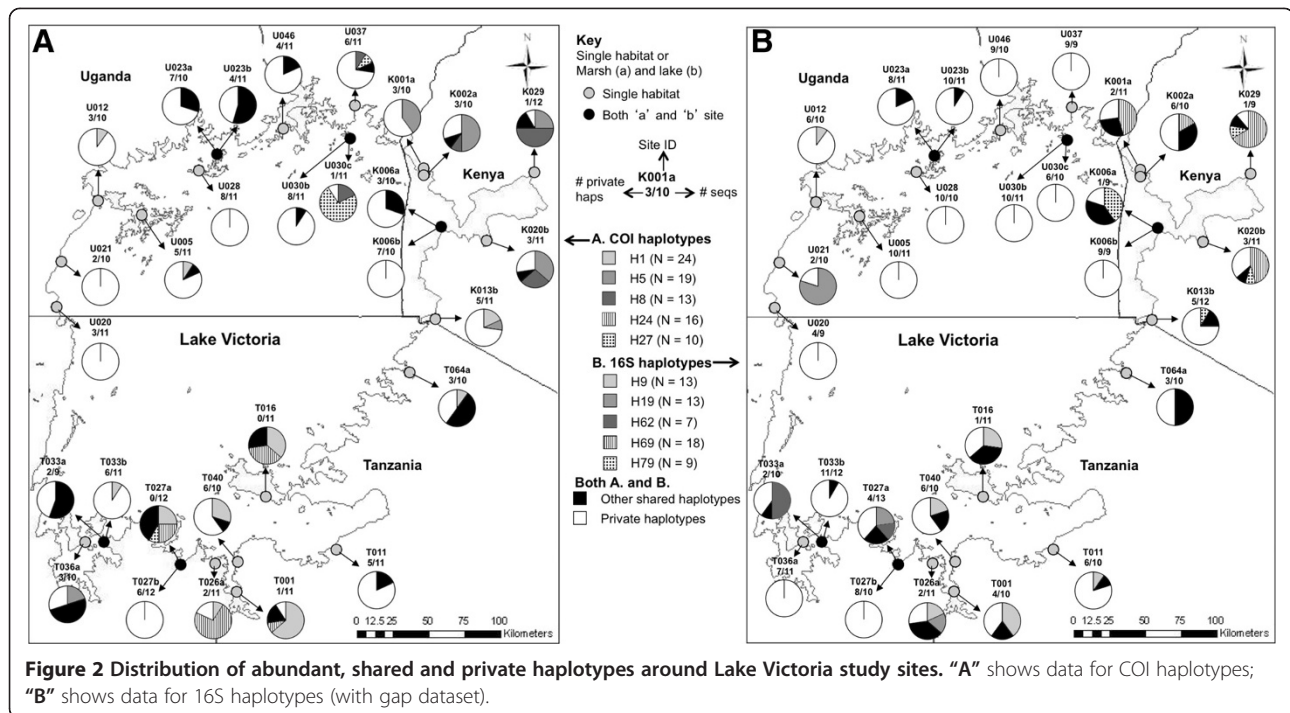 A
N
Uganda
U046
4/11
U037
6/11
U023a
7/10
U023b
4/11
K001a
3/10
K002a
3/10
K029
1/12
U012
3/10
U028
8/11
U030b
8/11
U030c
1/11
K006a
3/10
Kenya
K006b
7/10
K020b
3/11
U021
2/10
U005
5/11
U020
3/11
K013b
5/11
Lake Victoria
T064a
3/10
T016
0/11
Tanzania
T033a
2/9
T033b
6/11
T027a
0/12
T040
6/10
T011
5/11
T036a
3/10
T027b
6/12
T026a
2/11
T001
1/11
0 12.5 25 50 75 100
Kilometers
Key
Single habitat or
Marsh (a) and lake (b)
Single habitat
Both 'a' and 'b' site
Site ID
# private
haps
K001a
3/10
# seqs
A. COI haplotypes
H1 (N = 24)
H5 (N = 19)
H8 (N = 13)
H24 (N = 16)
H27 (N = 10)
B. 16S haplotypes
H9 (N = 13)
H19 (N = 13)
H62 (N = 7)
H69 (N = 18)
H79 (N = 9)
Both A. and B.
Other shared haplotypes
Private haplotypes
B
N
Uganda
U046
9/10
U037
9/9
U023a
8/11
U023b
10/11
K001a
2/11
K002a
6/10
K029
1/9
U012
6/10
U028
10/10
U030b
10/11
U030c
6/10
K006a
1/9
Kenya
K006b
9/9
K020b
3/11
U021
2/10
U005
10/11
U020
4/9
K013b
5/12
Lake Victoria
T064a
3/10
T016
1/11
Tanzania
T033a
2/10
T033b
11/12
T027a
4/13
T040
6/10
T011
6/10
T036a
7/11
T027b
8/10
T026a
2/11
T001
4/10
0 12.5 25 50 75 100
Kilometers
Figure 2 Distribution of abundant, shared and private haplotypes around Lake Victoria study sites. "A" shows data for COI haplotypes;
"B" shows data for 16S haplotypes (with gap dataset).